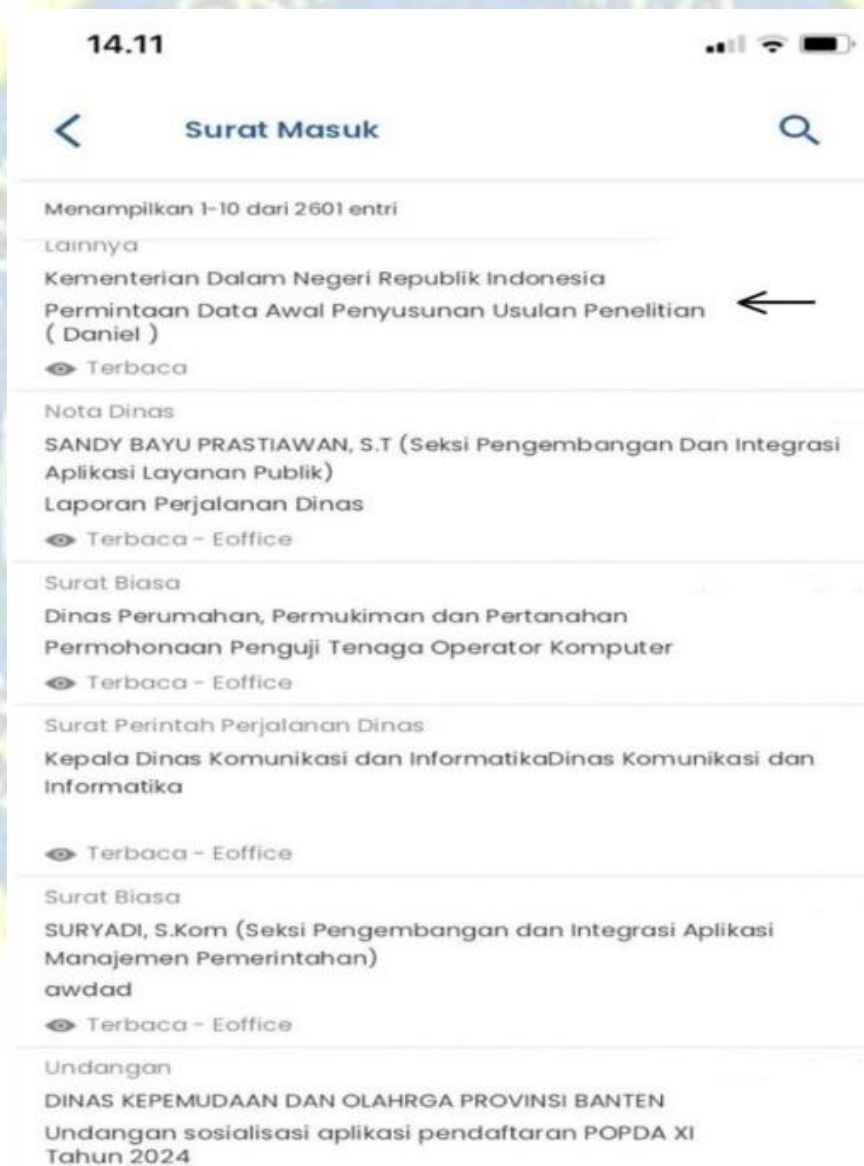 14.11
Surat Masuk
Menampilkan 1-10 dari 2601 entri
Lainnya
Kementerian Dalam Negeri Republik Indonesia
Permintaan Data Awal Penyusunan Usulan Penelitian
( Daniel )
Terbaca
Nota Dinas
SANDY BAYU PRASTIAWAN, S.T (Seksi Pengembangan Dan Integrasi
Aplikasi Layanan Publik)
Laporan Perjalanan Dinas
Terbaca - Eoffice
Surat Biasa
Dinas Perumahan, Permukiman dan Pertanahan
Permohonaan Penguji Tenaga Operator Komputer
Terbaca - Eoffice
Surat Perintah Perjalanan Dinas
Kepala Dinas Komunikasi dan InformatikaDinas Komunikasi dan
Informatika
Terbaca - Eoffice
Surat Biasa
SURYADI, S.Kom (Seksi Pengembangan dan Integrasi Aplikasi
Manajemen Pemerintahan)
awdad
Terbaca - Eoffice
Undangan
DINAS KEPEMUDAAN DAN OLAHRGA PROVINSI BANTEN
Undangan sosialisasi aplikasi pendaftaran POPDA XI
Tahun 2024